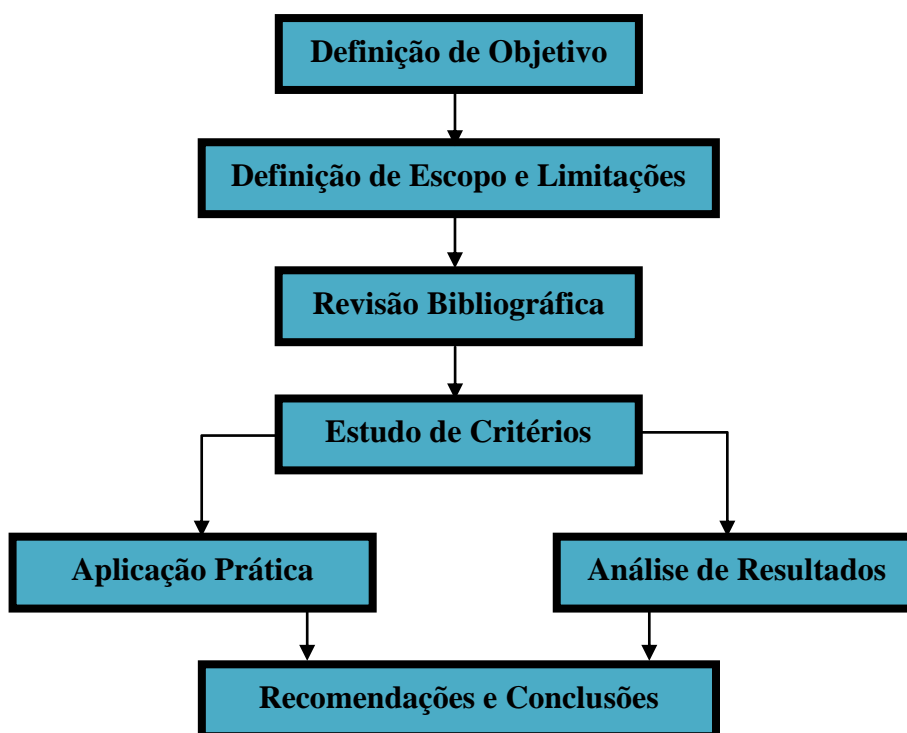 Definição de Objetivo
Definição de Escopo e Limitações
Revisão Bibliográfica
Estudo de Critérios
Aplicação Prática
Análise de Resultados
Recomendações e Conclusões